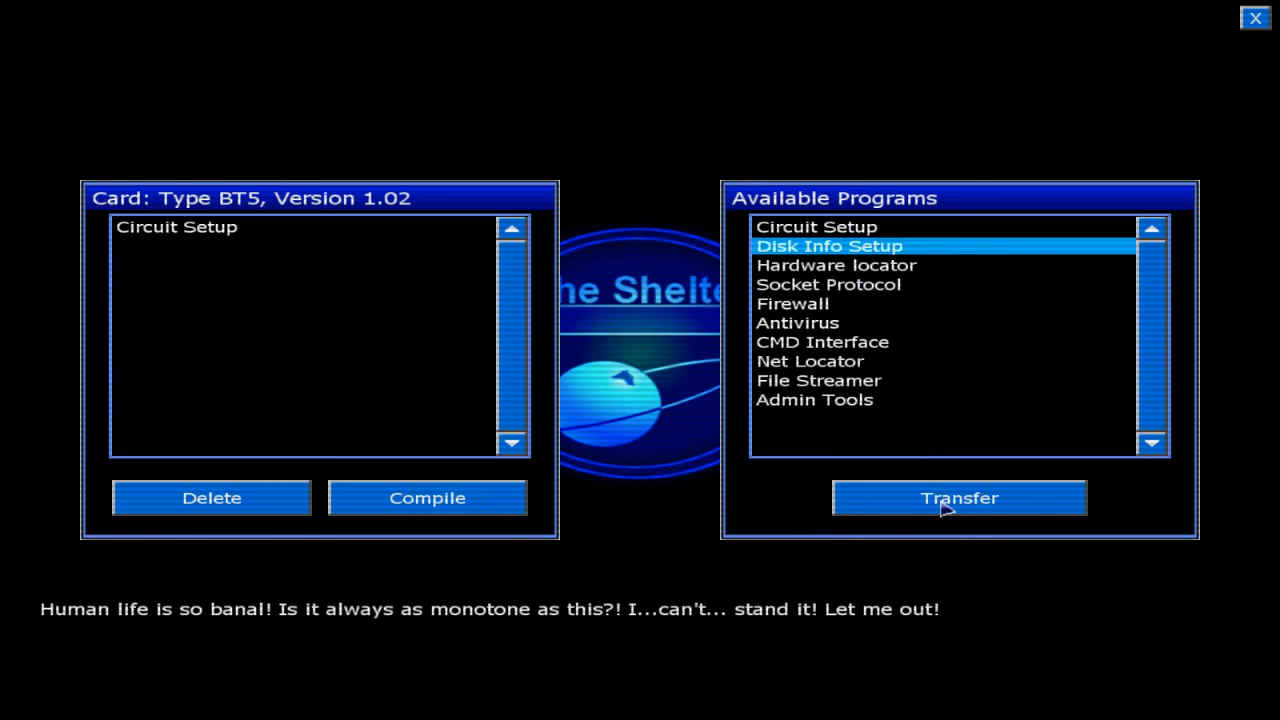 X
Card: Type BT5, Version 1.02
Circuit Setup
Delete
Compile
he Shelte
Available Programs
Circuit Setup
Disk Info Setup
Hardware locator
Socket Protocol
Firewall
Antivirus
CMD Interface
Net Locator
File Streamer
Admin Tools
Transfer
Human life is so banal! Is it always as monotone as this?! I...can't... stand it! Let me out!